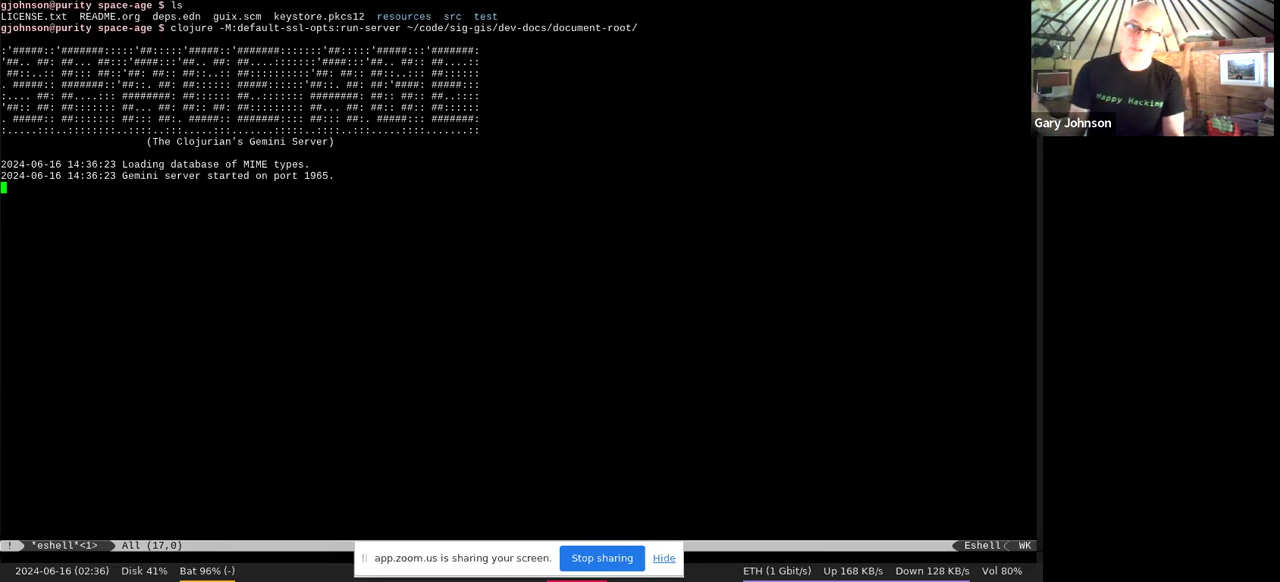 gjohnson@purity space-age $ ls
LICENSE.txt  README.org  deps.edn  guix.scm  keystore.pkcs12  resources  src  test
gjohnson@purity space-age $ clojure -M:default-ssl-opts:run-server ~/code/sig-gis/dev-docs/document-root/
(The Clojurian's Gemini Server)
2024-06-16 14:36:23 Loading database of MIME types.
2024-06-16 14:36:23 Gemini server started on port 1965.
Happy Hacking
Gary Johnson
! *eshell*<1> All (17,0) Eshell WK
app.zoom.us is sharing your screen. Stop sharing Hide
2024-06-16 (02:36) Disk 41% Bat 96% (-) ETH (1 Gbit/s) Up 168 KB/s Down 128 KB/s Vol 80%